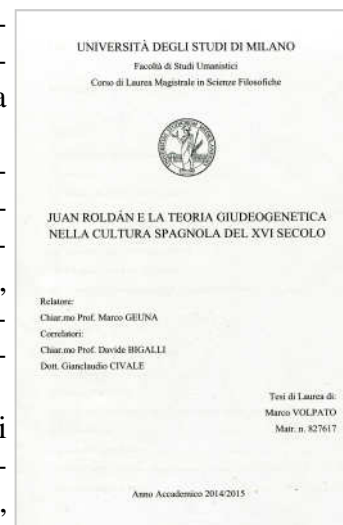 UNIVERSITÀ DEGLI STUDI DI MILANO
Facoltà di Studi Umanistici
Corso di Laurea Magistrale in Scienze Filosofiche
JUAN ROLDÁN E LA TEORIA GIUDEOGENETICA
NELLA CULTURA SPAGNOLA DEL XVI SECOLO
Relatore:
Chiar.mo Prof. Marco GEUNA
Correlatori:
Chiar.mo Prof. Davide BIGALLI
Dott. Gianclaudio CIVALE
Tesi di Laurea di:
Marco VOLPATO
Matr. n. 827617
Anno Accademico 2014/2015
-
-
a
-
-
-
,
-
-
i
-
,